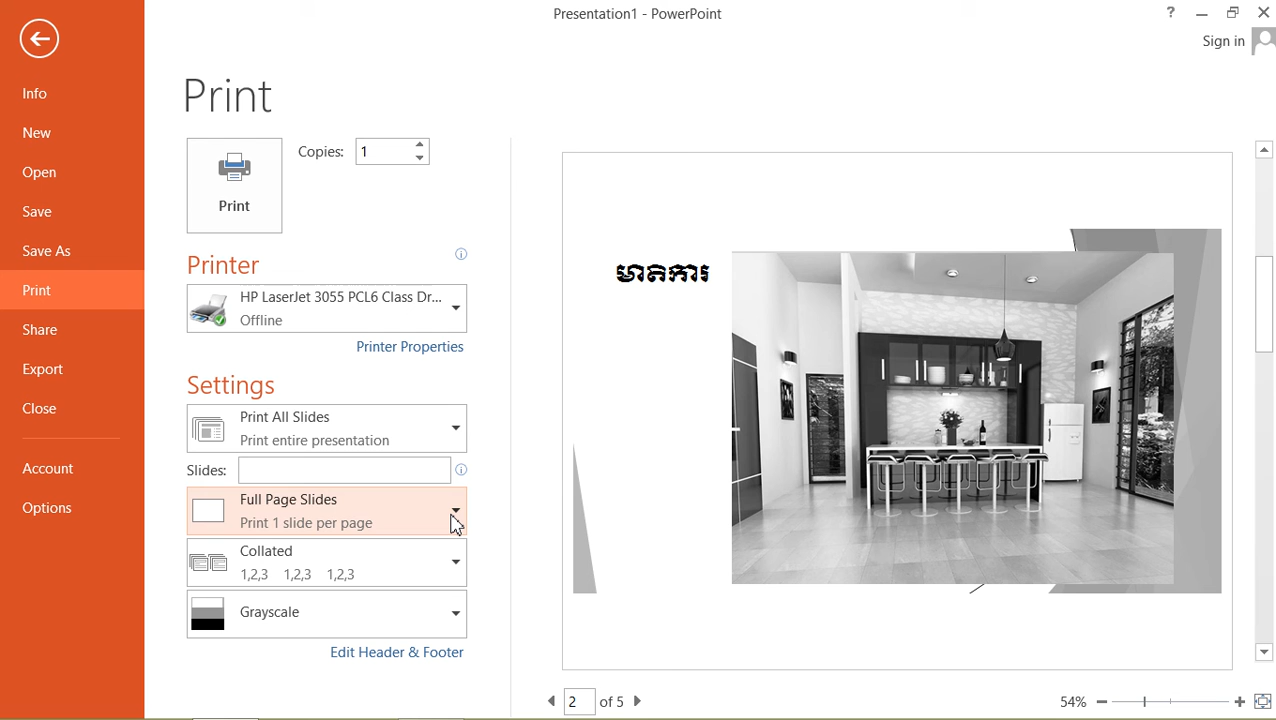 Presentation1 - PowerPoint
?
Sign in
Info
New
Open
Save
Save As
Print
Share
Export
Close
Account
Options
Print
Print
Copies: 1
Printer
HP LaserJet 3055 PCL6 Class Dr...
Offline
Printer Properties
Settings
Print All Slides
Print entire presentation
Slides:
Full Page Slides
Print 1 slide per page
Collated
1,2,3 1,2,3 1,2,3
Grayscale
Edit Header & Footer
មាតិការ
2 of 5
54%